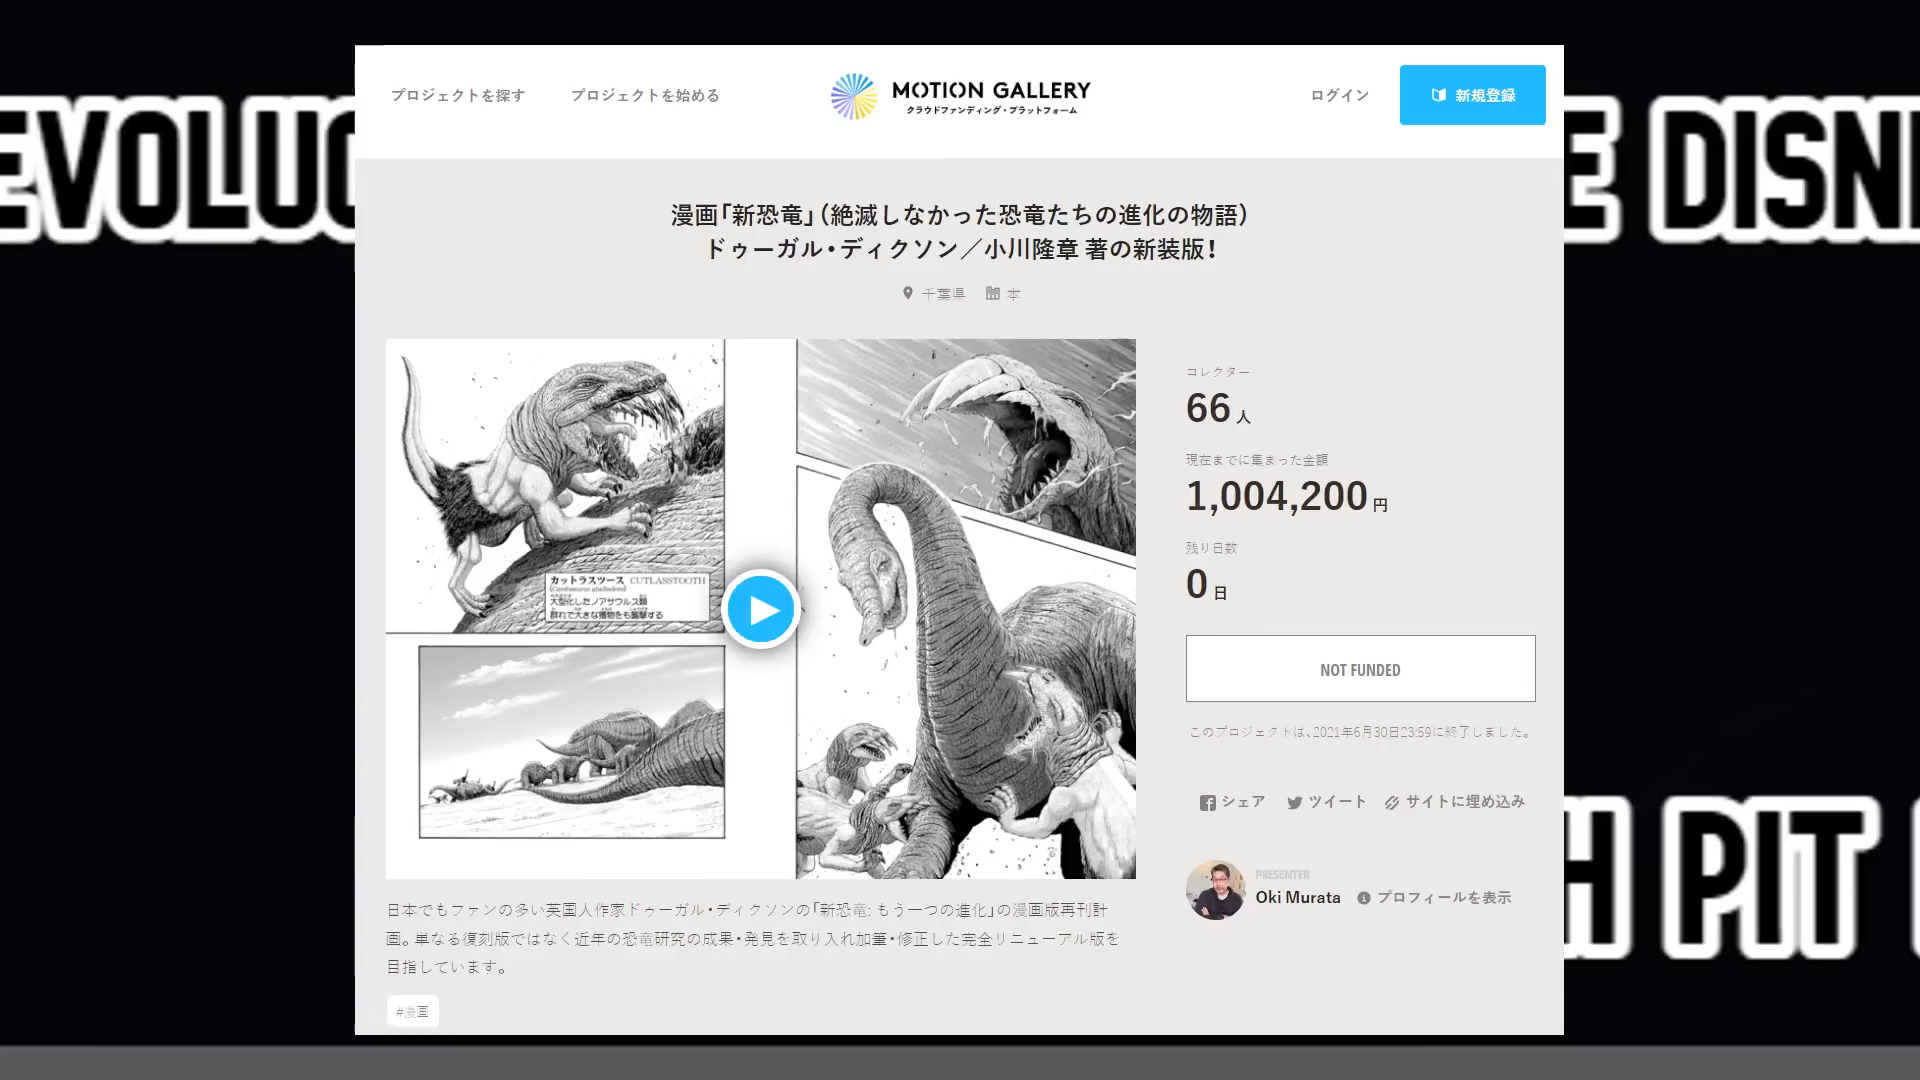 プロジェクトを探す
プロジェクトを始める
MOTION GALLERY
クラウドファンディング・プラットフォーム
ログイン
新規登録
EVOLUC
E DISN
漫画「新恐竜」（絶滅しなかった恐竜たちの進化の物語）
ドゥーガル・ディクソン／小川隆章 著の新装版！
千葉県
本
カットラスツース CUTLASSTOOTH
大型化したノアサウルス類
群れで大きな獲物をも襲撃する
コレクター
66 人
現在までに集まった金額
1,004,200 円
残り日数
0 日
NOT FUNDED
このプロジェクトは、2021年6月30日23:59に終了しました。
シェア
ツイート
サイトに埋め込み
H PIT
PRESENTER
Oki Murata
プロフィールを表示
日本でもファンの多い英国人作家ドゥーガル・ディクソンの「新恐竜: もう一つの進化」の漫画版再刊計
画。単なる復刻版ではなく近年の恐竜研究の成果・発見を取り入れ加筆・修正した完全リニューアル版を
目指しています。
#漫画